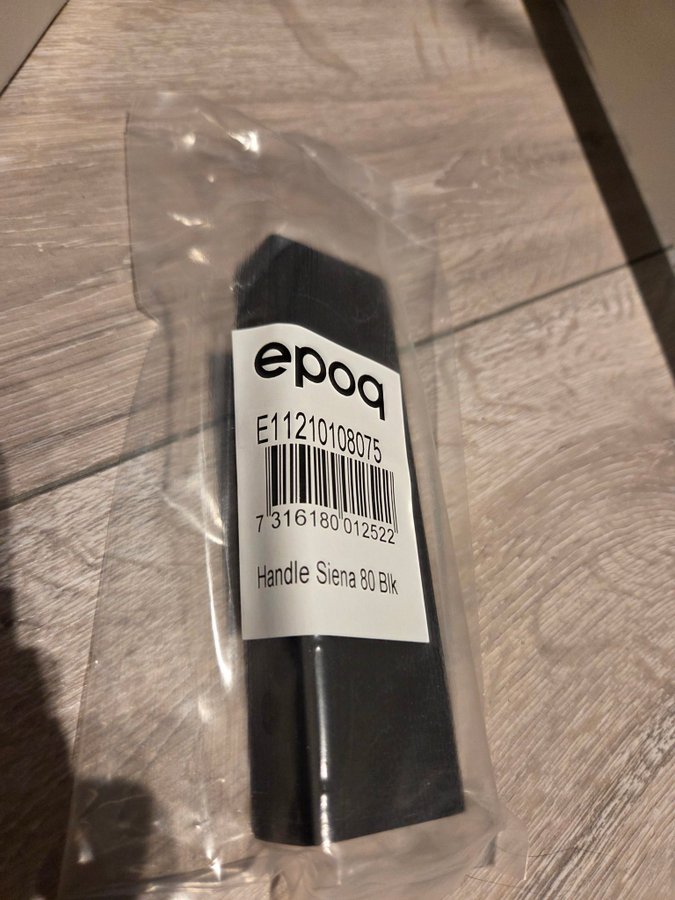 epoq
E11210108075
7 316180 012522
Handle Siena 80 Blk